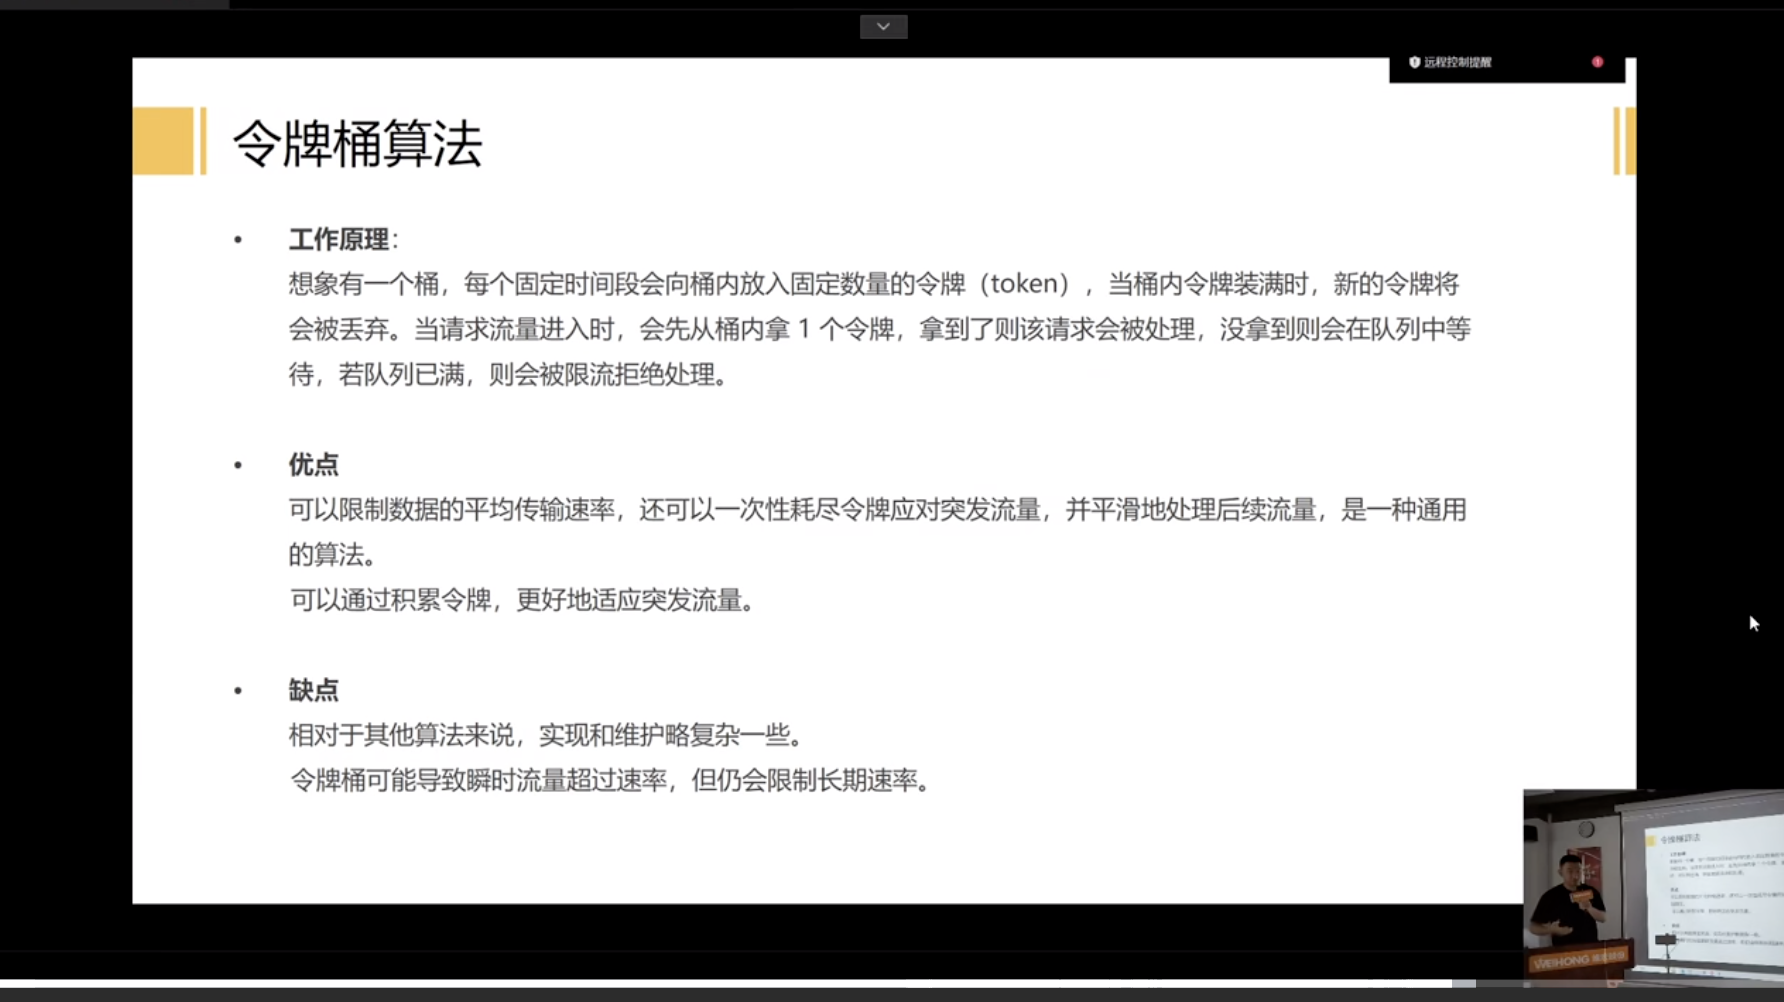 远程控制提醒
令牌桶算法
• 工作原理：
想象有一个桶，每个固定时间段会向桶内放入固定数量的令牌（token），当桶内令牌装满时，新的令牌将
会被丢弃。当请求流量进入时，会先从桶内拿 1 个令牌，拿到了则该请求会被处理，没拿到则会在队列中等
待，若队列已满，则会被限流拒绝处理。
• 优点
可以限制数据的平均传输速率，还可以一次性耗尽令牌应对突发流量，并平滑地处理后续流量，是一种通用
的算法。
可以通过积累令牌，更好地适应突发流量。
• 缺点
相对于其他算法来说，实现和维护略复杂一些。
令牌桶可能导致瞬时流量超过速率，但仍会限制长期速率。
令牌桶算法
WEIHONG